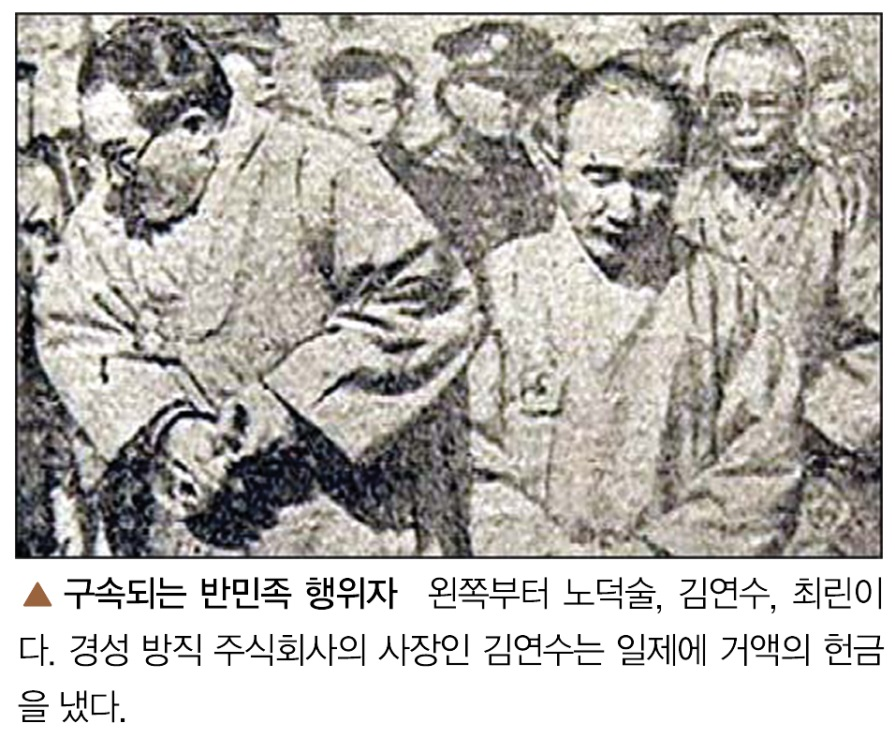 ▲ 구속되는 반민족 행위자 왼쪽부터 노덕술, 김연수, 최린이
다. 경성 방직 주식회사의 사장인 김연수는 일제에 거액의 헌금
을 냈다.